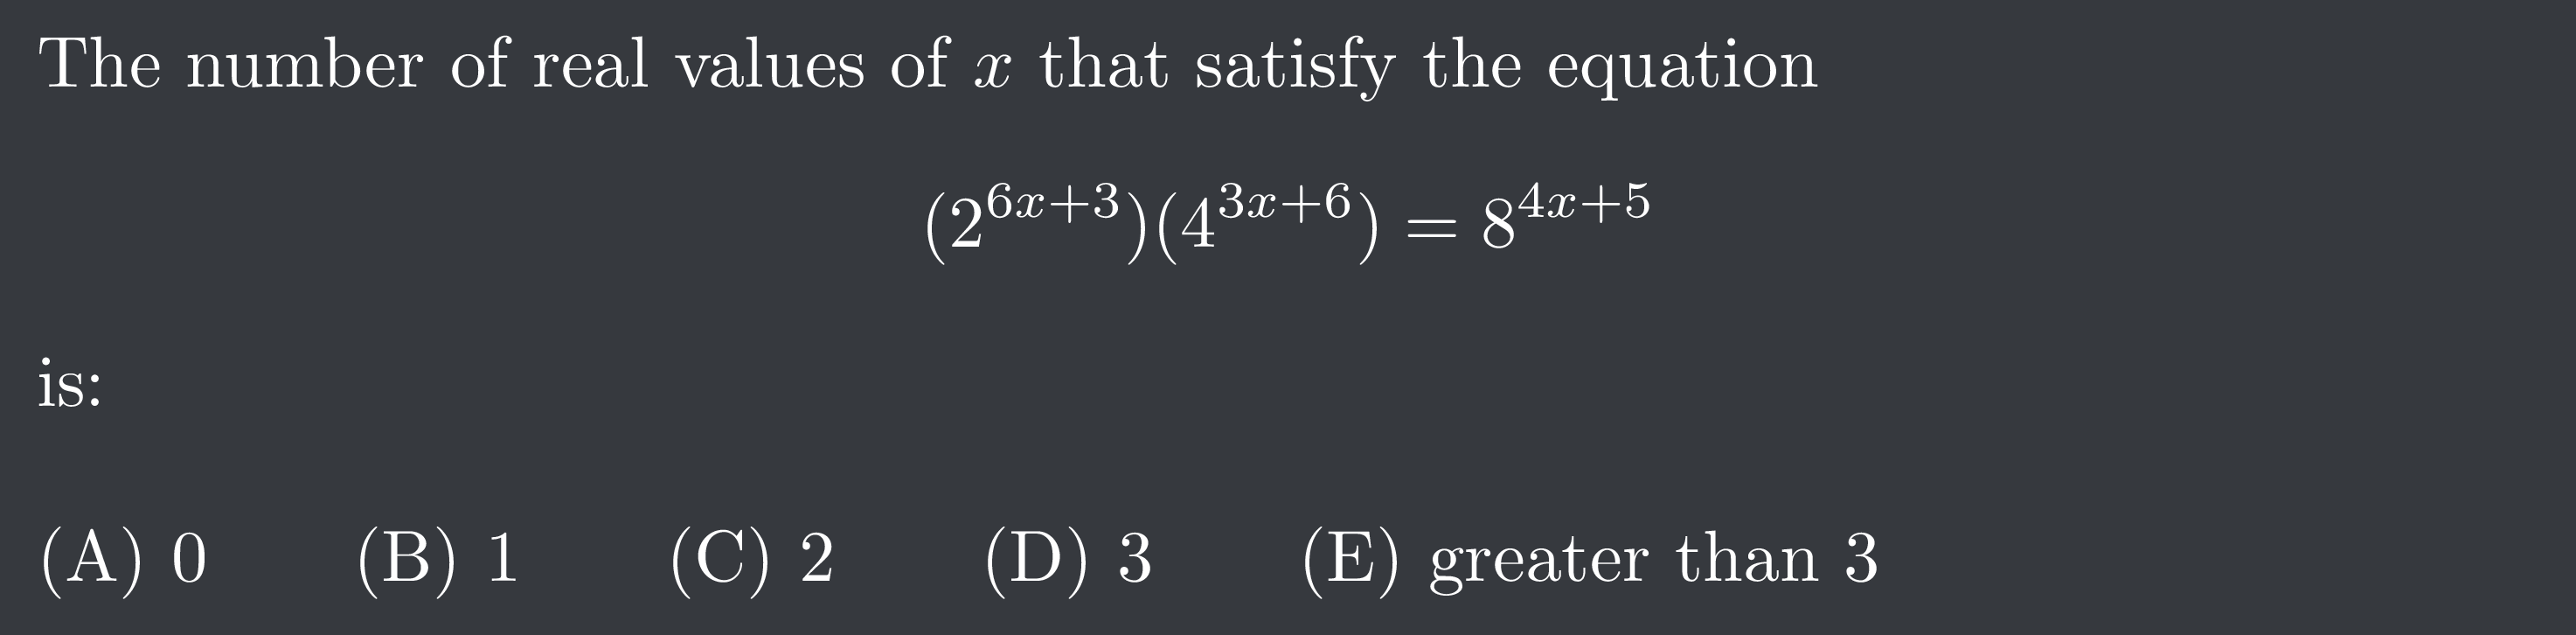 The number of real values of x that satisfy the equation
(2^{6x+3})(4^{3x+6}) = 8^{4x+5}
is:
(A) 0 (B) 1 (C) 2 (D) 3 (E) greater than 3